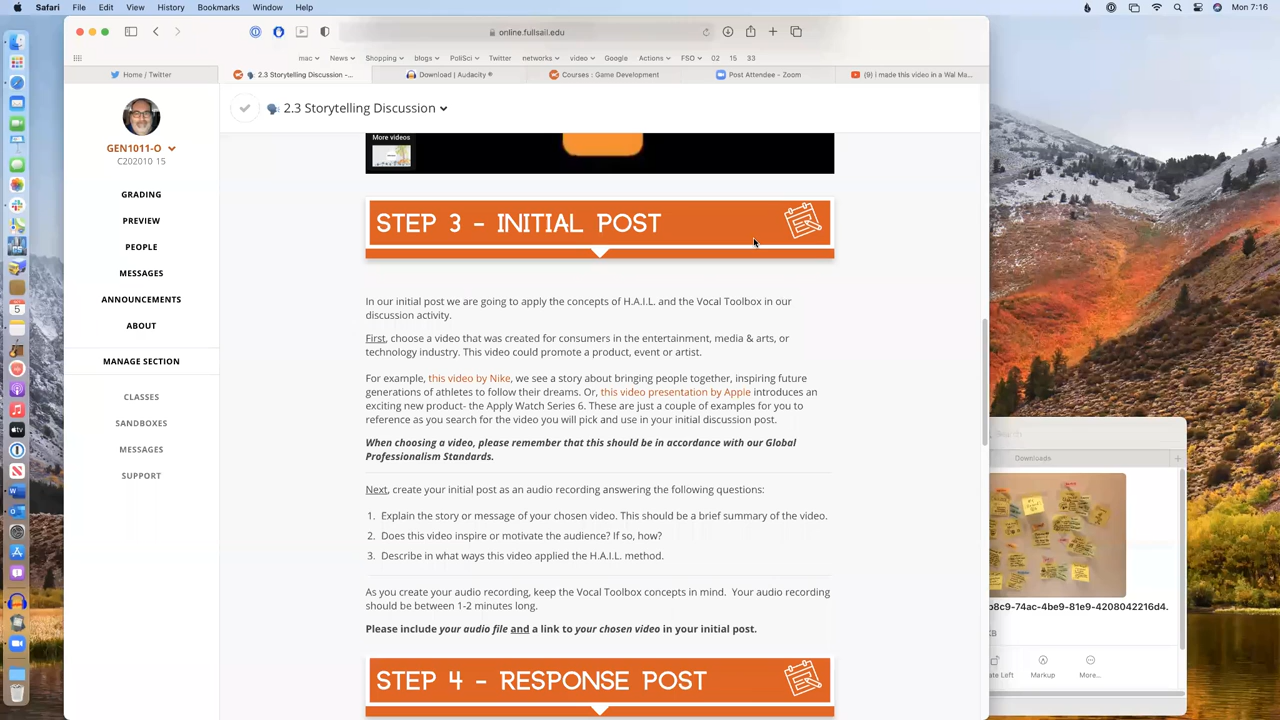 Safari File Edit View History Bookmarks Window Help Mon 7:16
online.fullsail.edu
mac News Shopping blogs PoliSci Twitter networks video Google Actions FSO 02 15 33
Home / Twitter
2.3 Storytelling Discussion -...
Download | Audacity ®
Courses : Game Development
Post Attendee - Zoom
(9) i made this video in a Wal Ma...
GEN1011-O
C202010 15
GRADING
PREVIEW
PEOPLE
MESSAGES
ANNOUNCEMENTS
ABOUT
MANAGE SECTION
CLASSES
SANDBOXES
MESSAGES
SUPPORT
2.3 Storytelling Discussion
More videos
STEP 3 - INITIAL POST
In our initial post we are going to apply the concepts of H.A.I.L. and the Vocal Toolbox in our
discussion activity.
First, choose a video that was created for consumers in the entertainment, media & arts, or
technology industry. This video could promote a product, event or artist.
For example, this video by Nike, we see a story about bringing people together, inspiring future
generations of athletes to follow their dreams. Or, this video presentation by Apple introduces an
exciting new product- the Apply Watch Series 6. These are just a couple of examples for you to
reference as you search for the video you will pick and use in your initial discussion post.
When choosing a video, please remember that this should be in accordance with our Global
Professionalism Standards.
Next, create your initial post as an audio recording answering the following questions:
1. Explain the story or message of your chosen video. This should be a brief summary of the video.
2. Does this video inspire or motivate the audience? If so, how?
3. Describe in what ways this video applied the H.A.I.L. method.
As you create your audio recording, keep the Vocal Toolbox concepts in mind. Your audio recording
should be between 1-2 minutes long.
Please include your audio file and a link to your chosen video in your initial post.
STEP 4 - RESPONSE POST
Downloads
b8c9-74ac-4be9-81e9-4208042216d4.
ate Left
Markup
More...